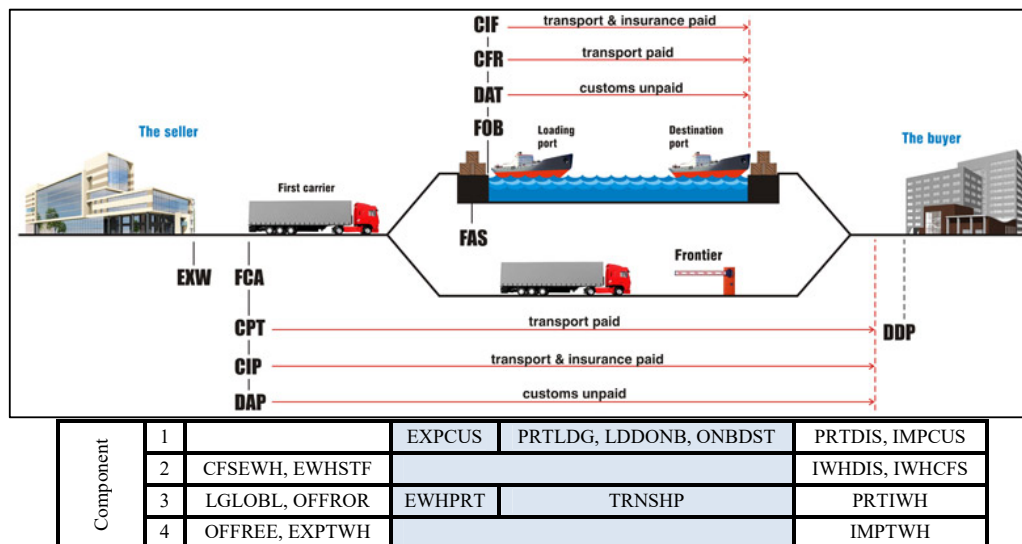 CIF transport & insurance paid
CFR transport paid
DAT customs unpaid
FOB
The seller
Loading port
Destination port
The buyer
First carrier
FAS
Frontier
EXW FCA
CPT transport paid
DDP
CIP transport & insurance paid
DAP customs unpaid
Component
1 EXPCUS PRTLDG, LDDONB, ONBDST PRTDIS, IMPCUS
2 CFSEWH, EWHSTF IWHDIS, IWHCFS
3 LGLOBL, OFFROR EWHPRT TRNSHP PRTIWH
4 OFFREE, EXPTWH IMPTWH